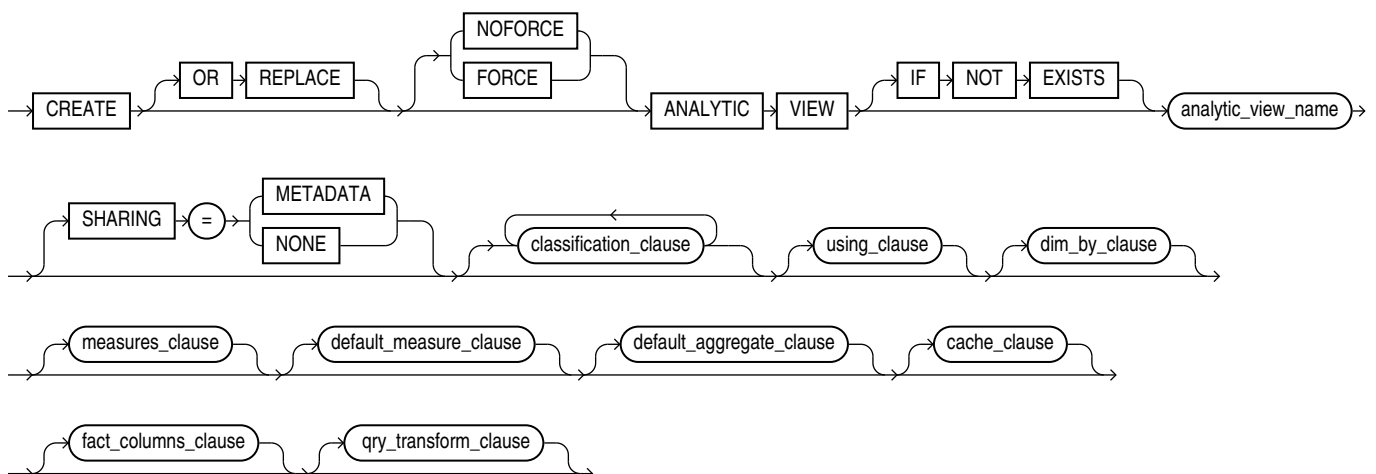 NOFORCE
OR REPLACE FORCE IF NOT EXISTS
CREATE ANALYTIC VIEW analytic_view_name
METADATA
SHARING = NONE classification_clause using_clause dim_by_clause
measures_clause default_measure_clause default_aggregate_clause cache_clause
fact_columns_clause qry_transform_clause